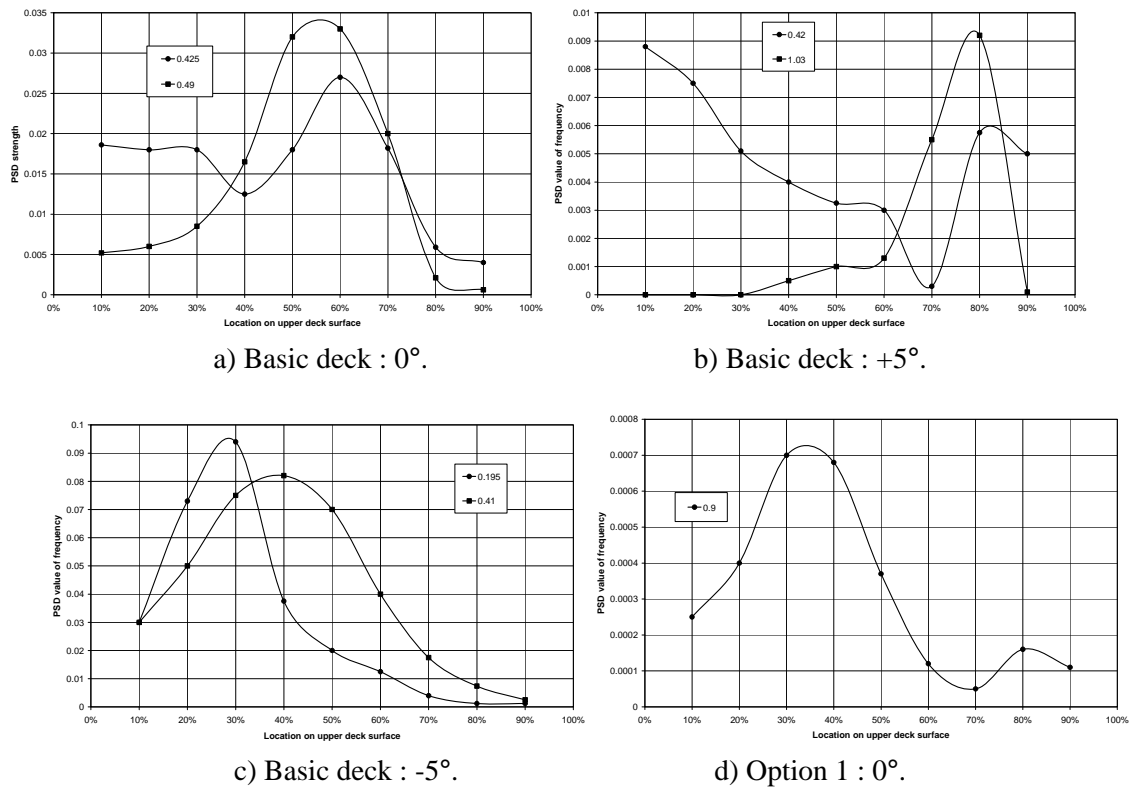 0.035
0.03
0.025
0.02
0.015
0.01
0.005
0
PSD strength
0.425
0.49
0% 10% 20% 30% 40% 50% 60% 70% 80% 90% 100%
Location on upper deck surface
a) Basic deck : 0°.
0.01
0.009
0.008
0.007
0.006
0.005
0.004
0.003
0.002
0.001
0
PSD value of frequency
0.42
1.03
0% 10% 20% 30% 40% 50% 60% 70% 80% 90% 100%
Location on upper deck surface
b) Basic deck : +5°.
0.1
0.09
0.08
0.07
0.06
0.05
0.04
0.03
0.02
0.01
0
PSD value of frequency
0.195
0.41
0% 10% 20% 30% 40% 50% 60% 70% 80% 90% 100%
Location on upper deck surface
c) Basic deck : -5°.
0.0008
0.0007
0.0006
0.0005
0.0004
0.0003
0.0002
0.0001
0
PSD value of frequency
0.9
0% 10% 20% 30% 40% 50% 60% 70% 80% 90% 100%
Location on upper deck surface
d) Option 1 : 0°.